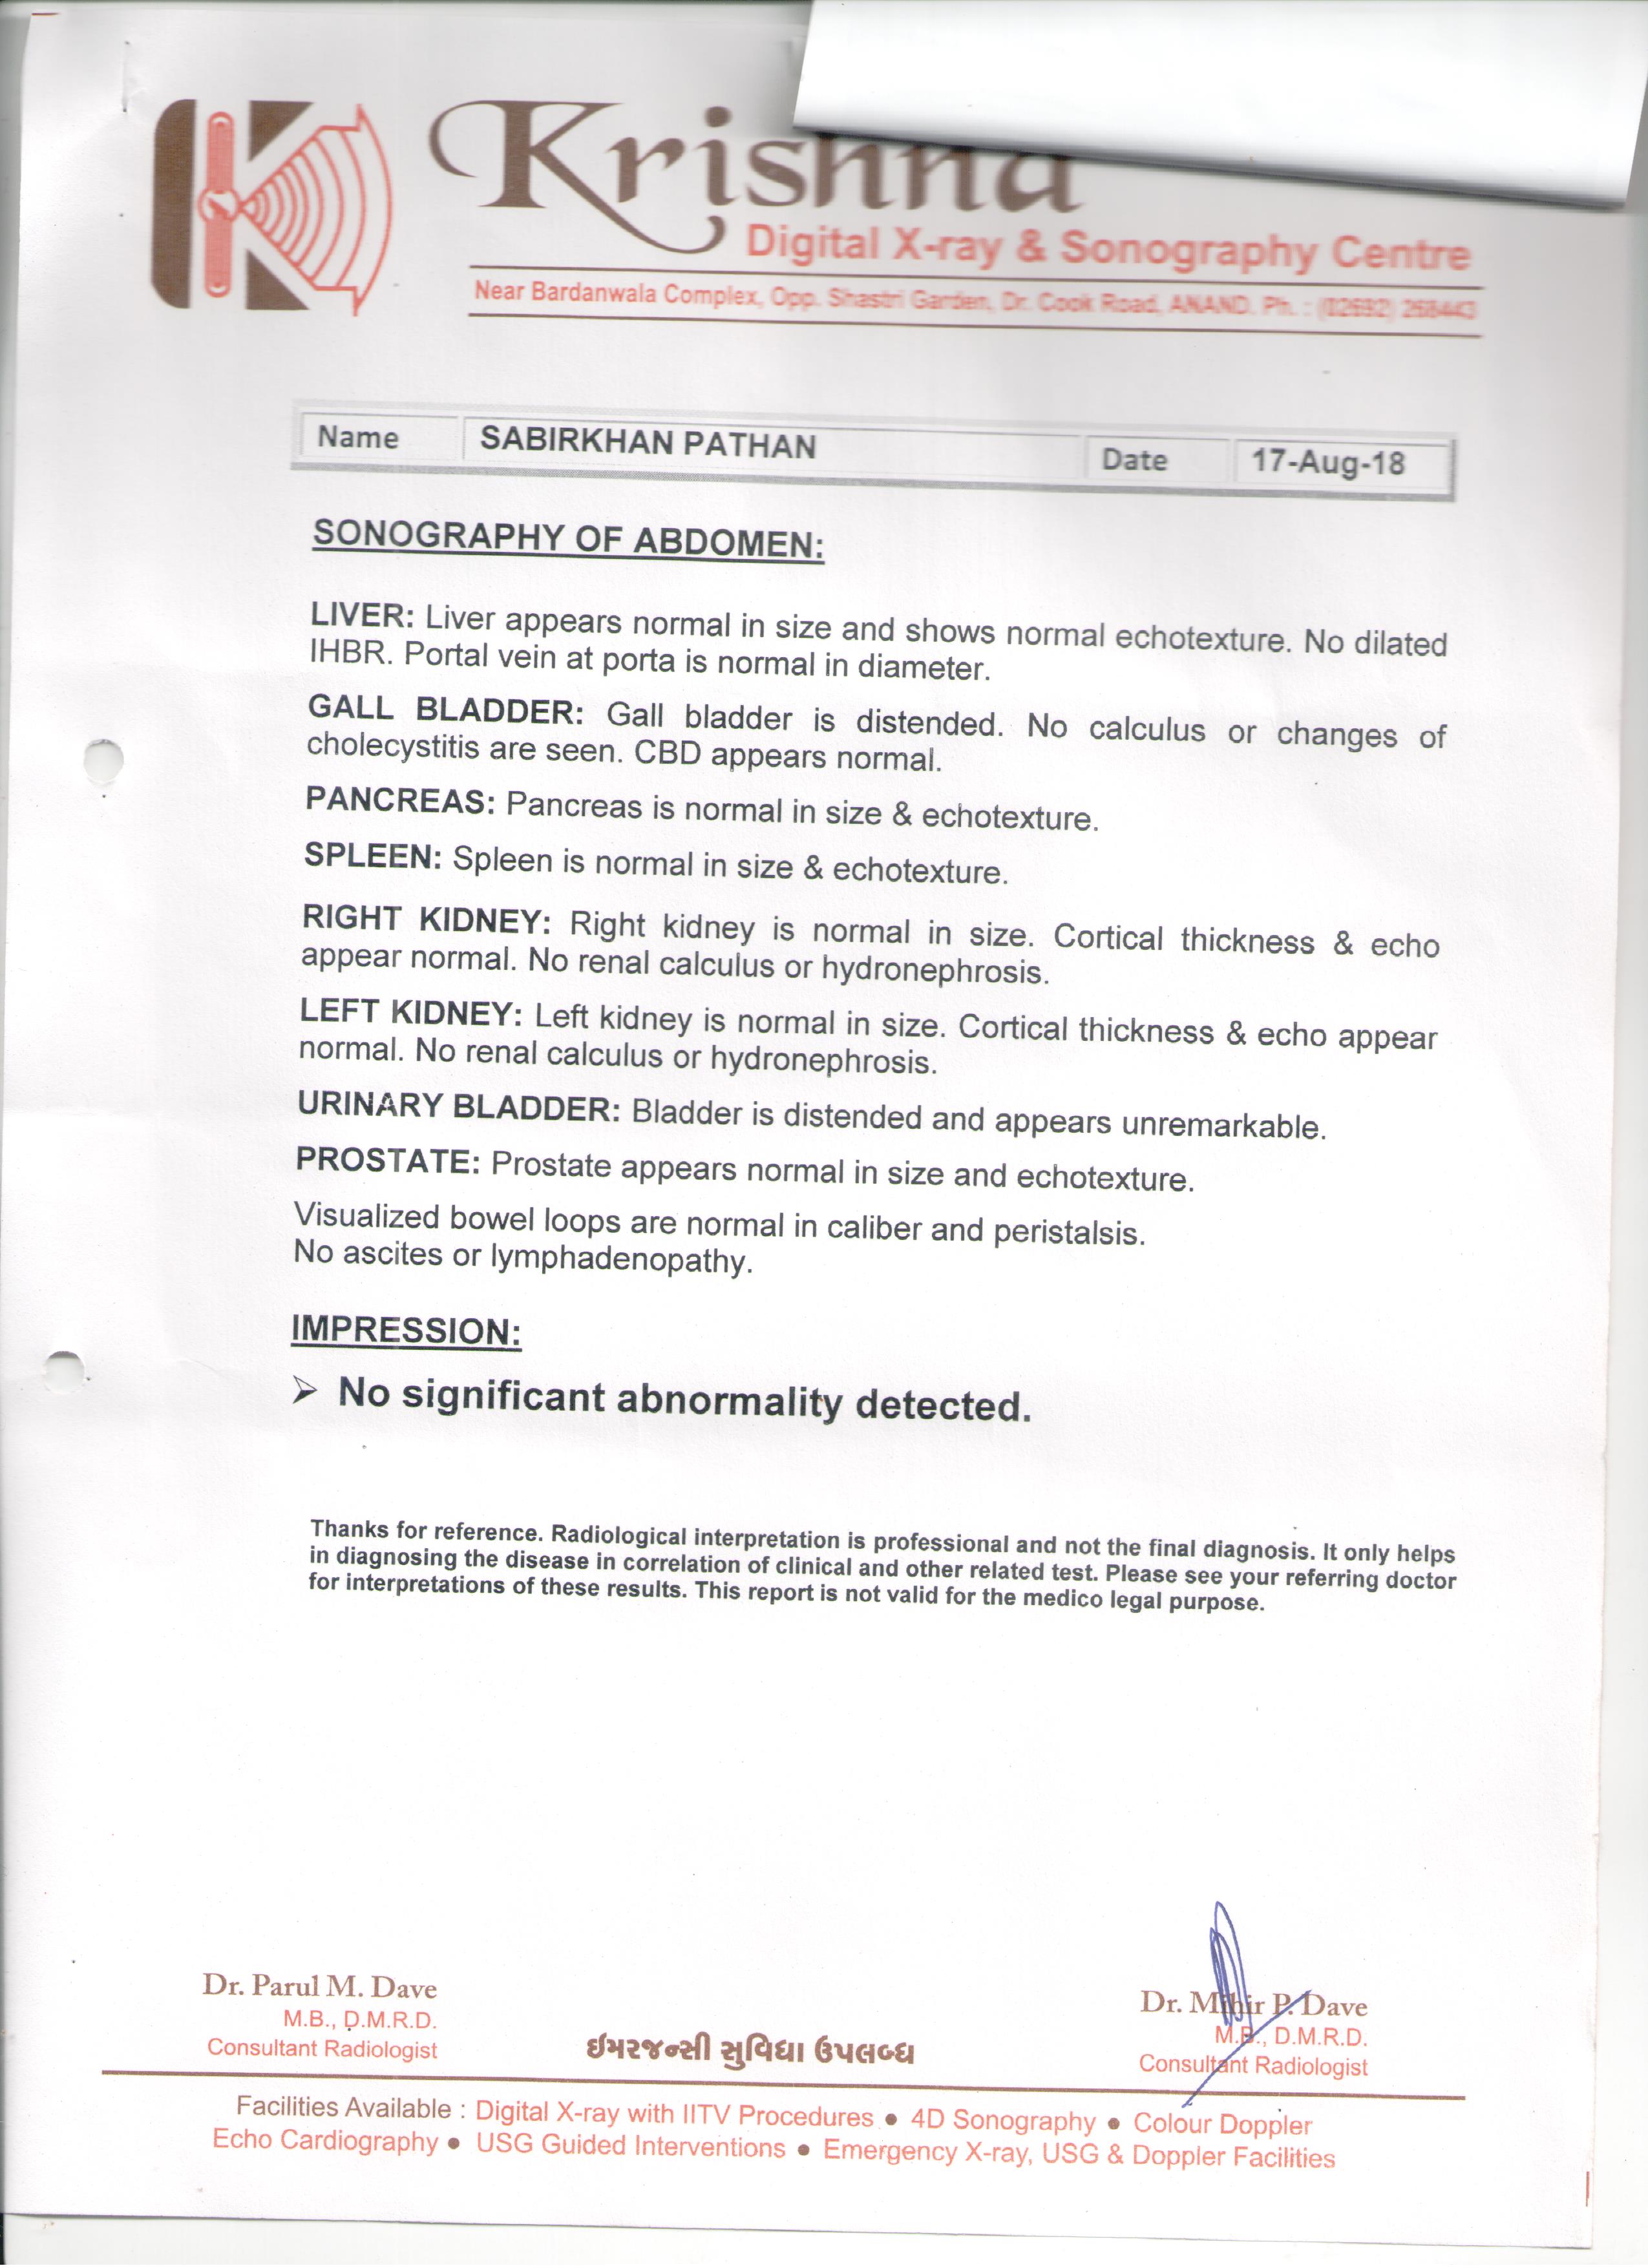 Krishna
Digital X-ray & Sonography Centre
Near Bardanwala Complex, Opp. Shastri Garden, Dr. Cook Road, ANAND. Ph. : (02692) 268443
Name SABIRKHAN PATHAN Date 17-Aug-18
SONOGRAPHY OF ABDOMEN:
LIVER: Liver appears normal in size and shows normal echotexture. No dilated
IHBR. Portal vein at porta is normal in diameter.
GALL BLADDER: Gall bladder is distended. No calculus or changes of
cholecystitis are seen. CBD appears normal.
PANCREAS: Pancreas is normal in size & echotexture.
SPLEEN: Spleen is normal in size & echotexture.
RIGHT KIDNEY: Right kidney is normal in size. Cortical thickness & echo
appear normal. No renal calculus or hydronephrosis.
LEFT KIDNEY: Left kidney is normal in size. Cortical thickness & echo appear
normal. No renal calculus or hydronephrosis.
URINARY BLADDER: Bladder is distended and appears unremarkable.
PROSTATE: Prostate appears normal in size and echotexture.
Visualized bowel loops are normal in caliber and peristalsis.
No ascites or lymphadenopathy.
IMPRESSION:
➢ No significant abnormality detected.
Thanks for reference. Radiological interpretation is professional and not the final diagnosis. It only helps
in diagnosing the disease in correlation of clinical and other related test. Please see your referring doctor
for interpretations of these results. This report is not valid for the medico legal purpose.
Dr. Parul M. Dave
M.B., D.M.R.D.
Consultant Radiologist
ઈમરજન્સી સુવિધા ઉપલબ્ધ
Dr. Mihir P. Dave
M.B., D.M.R.D.
Consultant Radiologist
Facilities Available : Digital X-ray with IITV Procedures ● 4D Sonography ● Colour Doppler
Echo Cardiography ● USG Guided Interventions ● Emergency X-ray, USG & Doppler Facilities